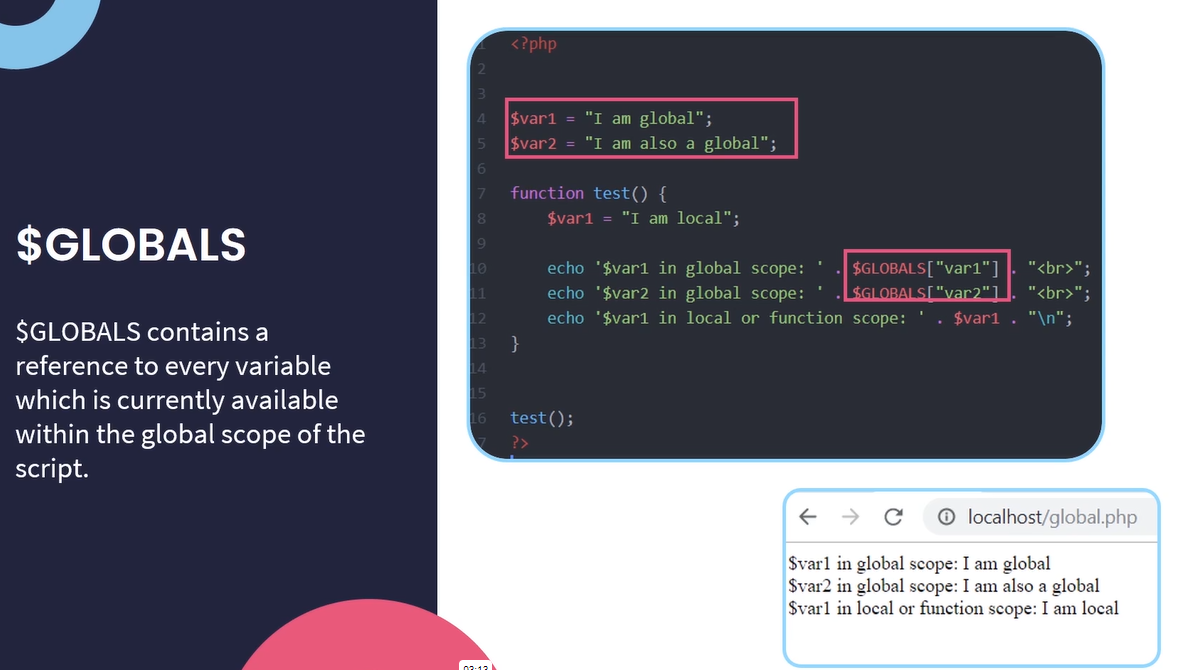 $GLOBALS
$GLOBALS contains a
reference to every variable
which is currently available
within the global scope of the
script.
1 <?php
2
3
4 $var1 = "I am global";
5 $var2 = "I am also a global";
6
7 function test() {
8 $var1 = "I am local";
9
10 echo '$var1 in global scope: ' . $GLOBALS["var1"] . "<br>";
11 echo '$var2 in global scope: ' . $GLOBALS["var2"] . "<br>";
12 echo '$var1 in local or function scope: ' . $var1 . "\n";
13 }
14
15
16 test();
7 ?>
localhost/global.php
$var1 in global scope: I am global
$var2 in global scope: I am also a global
$var1 in local or function scope: I am local
03:13